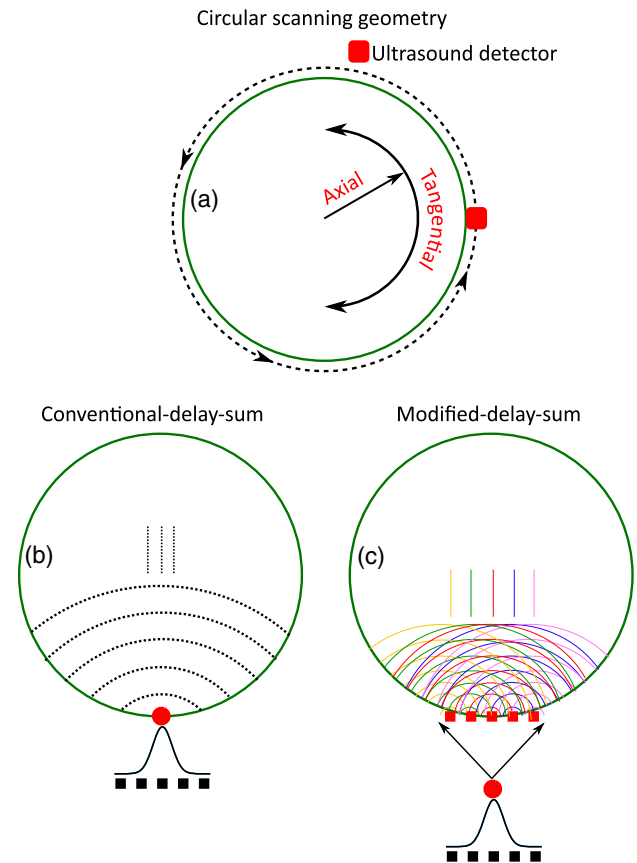 Circular scanning geometry
Ultrasound detector
(a)
Axial
Tangential
Conventional-delay-sum
Modified-delay-sum
(b)
(c)